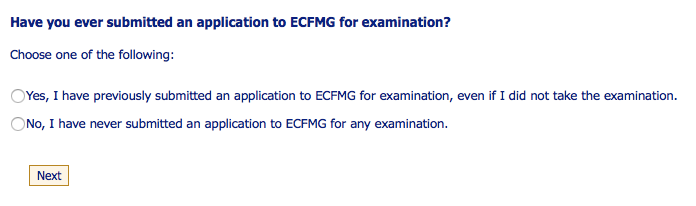 Have you ever submitted an application to ECFMG for examination?
Choose one of the following:
Yes, I have previously submitted an application to ECFMG for examination, even if I did not take the examination.
No, I have never submitted an application to ECFMG for any examination.
Next